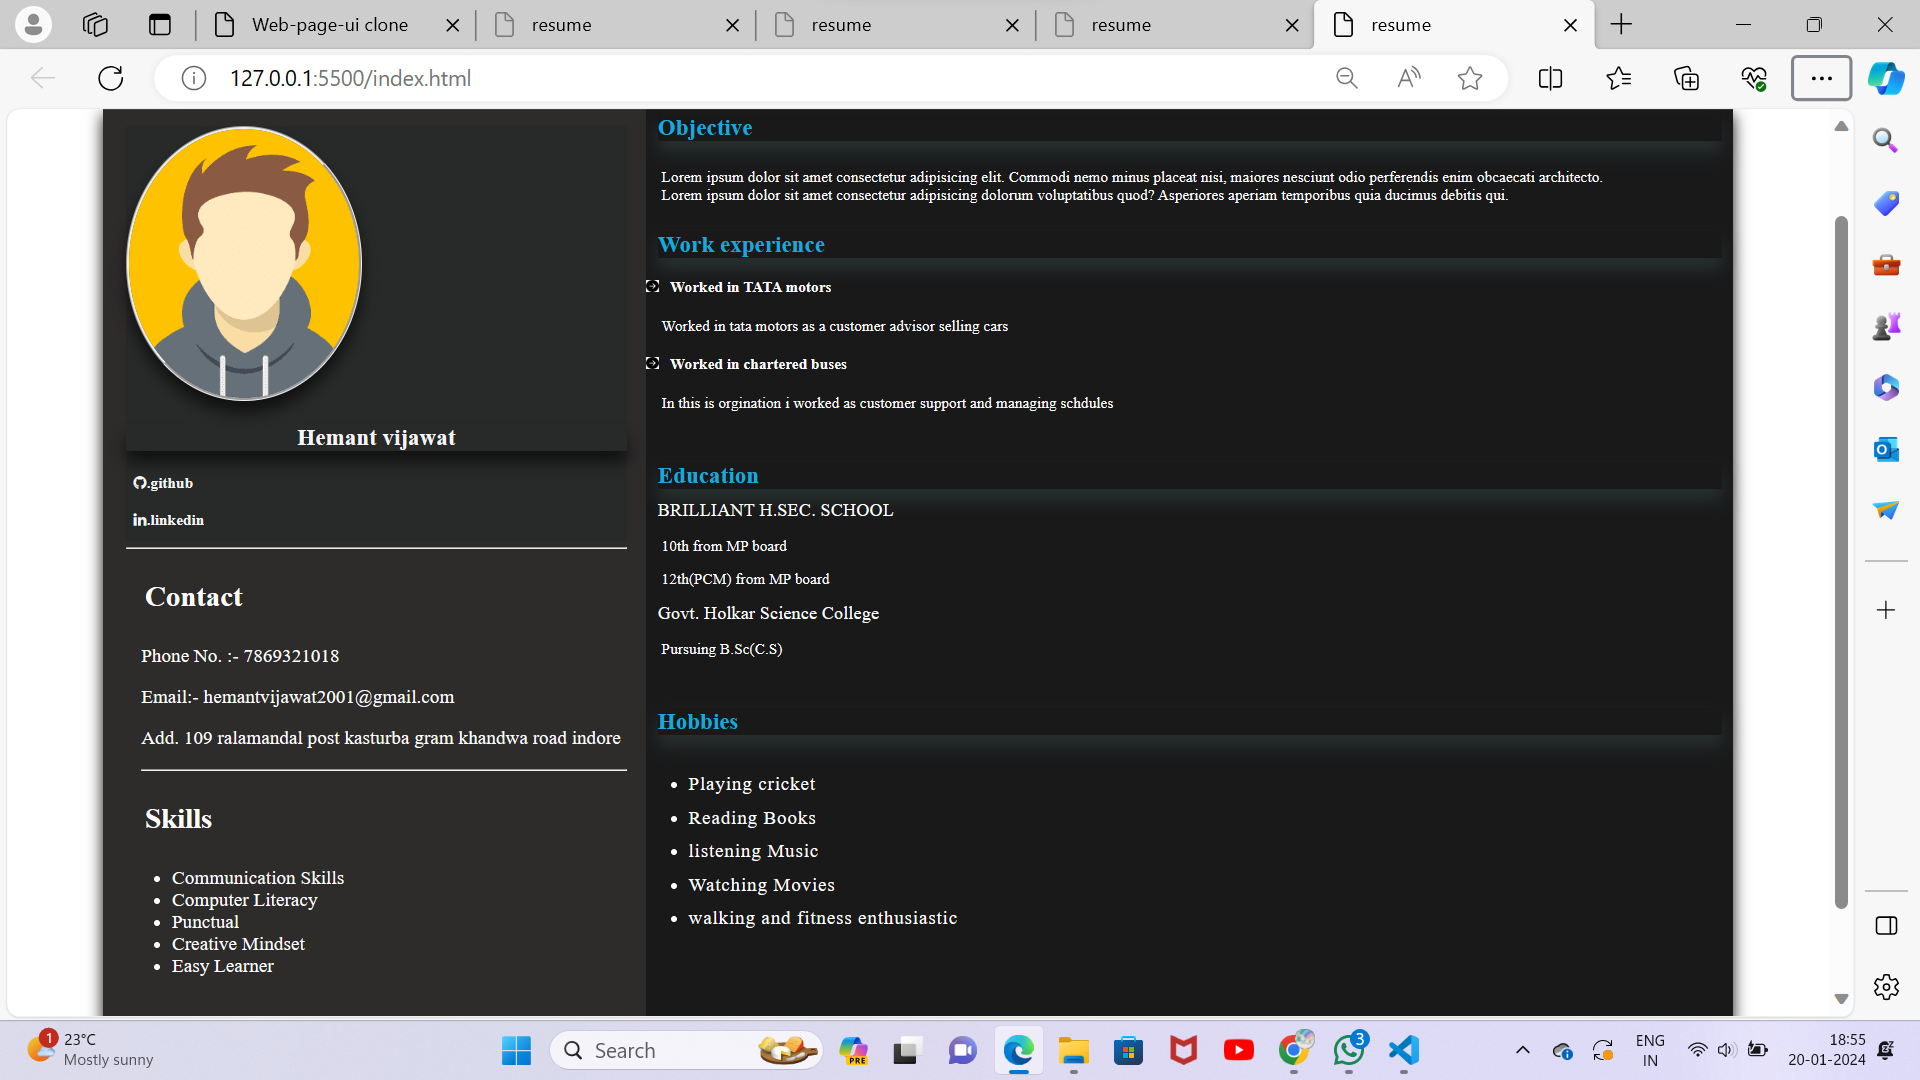 Web-page-ui clone
resume
resume
resume
resume
127.0.0.1:5500/index.html
Hemant vijawat
.github
in.linkedin
Contact
Phone No. :- 7869321018
Email:- hemantvijawat2001@gmail.com
Add. 109 ralamandal post kasturba gram khandwa road indore
Skills
Communication Skills
Computer Literacy
Punctual
Creative Mindset
Easy Learner
Objective
Lorem ipsum dolor sit amet consectetur adipisicing elit. Commodi nemo minus placeat nisi, maiores nesciunt odio perferendis enim obcaecati architecto.
Lorem ipsum dolor sit amet consectetur adipisicing dolorum voluptatibus quod? Asperiores aperiam temporibus quia ducimus debitis qui.
Work experience
Worked in TATA motors
Worked in tata motors as a customer advisor selling cars
Worked in chartered buses
In this is orgination i worked as customer support and managing schdules
Education
BRILLIANT H.SEC. SCHOOL
10th from MP board
12th(PCM) from MP board
Govt. Holkar Science College
Pursuing B.Sc(C.S)
Hobbies
Playing cricket
Reading Books
listening Music
Watching Movies
walking and fitness enthusiastic
1
23°C
Mostly sunny
Search
PRE
3
ENG
IN
18:55
20-01-2024